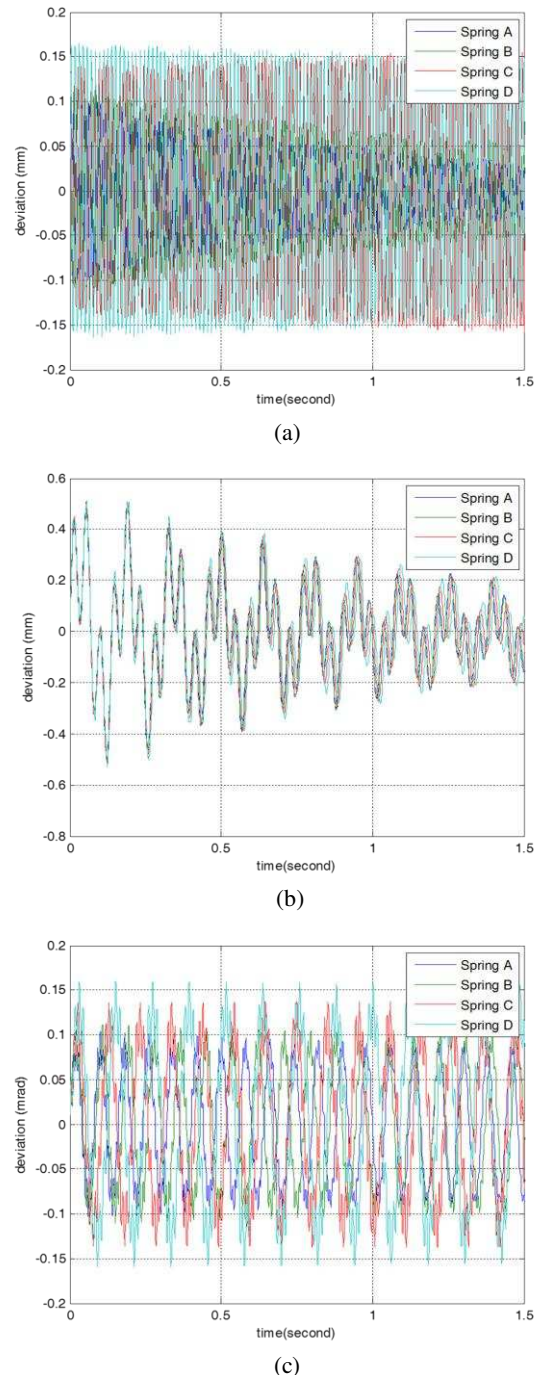 0.2
0.15
0.1
0.05
0
-0.05
-0.1
-0.15
-0.2
deviation (mm)
Spring A
Spring B
Spring C
Spring D
0
0.5
1
1.5
time(second)
(a)
0.6
0.4
0.2
0
-0.2
-0.4
-0.6
-0.8
deviation (mm)
Spring A
Spring B
Spring C
Spring D
0
0.5
1
1.5
time(second)
(b)
0.2
0.15
0.1
0.05
0
-0.05
-0.1
-0.15
-0.2
deviation (mrad)
Spring A
Spring B
Spring C
Spring D
0
0.5
1
1.5
time(second)
(c)